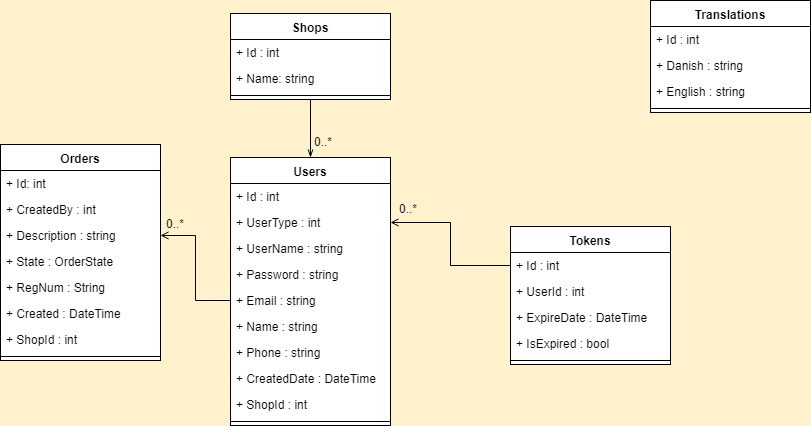 Shops
+ Id : int
+ Name: string
0..*
Translations
+ Id : int
+ Danish : string
+ English : string
Orders
+ Id: int
+ CreatedBy : int
+ Description : string
+ State : OrderState
+ RegNum : String
+ Created : DateTime
+ ShopId : int
0..*
Users
+ Id : int
+ UserType : int
+ UserName : string
+ Password : string
+ Email : string
+ Name : string
+ Phone : string
+ CreatedDate : DateTime
+ ShopId : int
0..*
Tokens
+ Id : int
+ UserId : int
+ ExpireDate : DateTime
+ IsExpired : bool